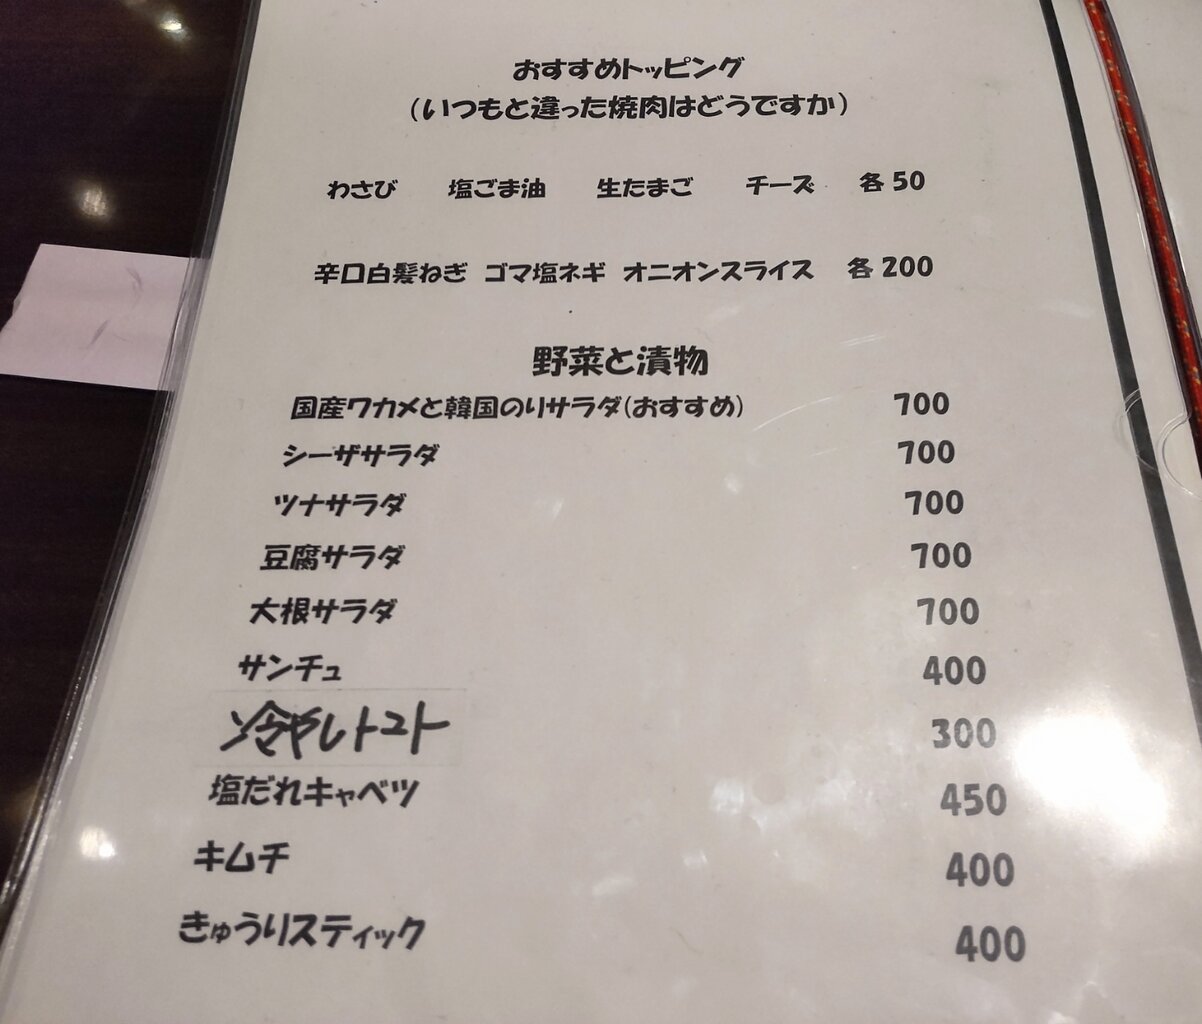 おすすめトッピング
(いつもと違った焼肉はどうですか)
わさび 塩ごま油 生たまご チーズ 各50
辛口白髪ねぎ ゴマ塩ネギ オニオンスライス 各200
野菜と漬物
国産ワカメと韓国のりサラダ(おすすめ) 700
シーザサラダ 700
ツナサラダ 700
豆腐サラダ 700
大根サラダ 700
サンチュ 400
冷やしトマト 300
塩だれキャベツ 450
キムチ 400
きゅうりスティック 400